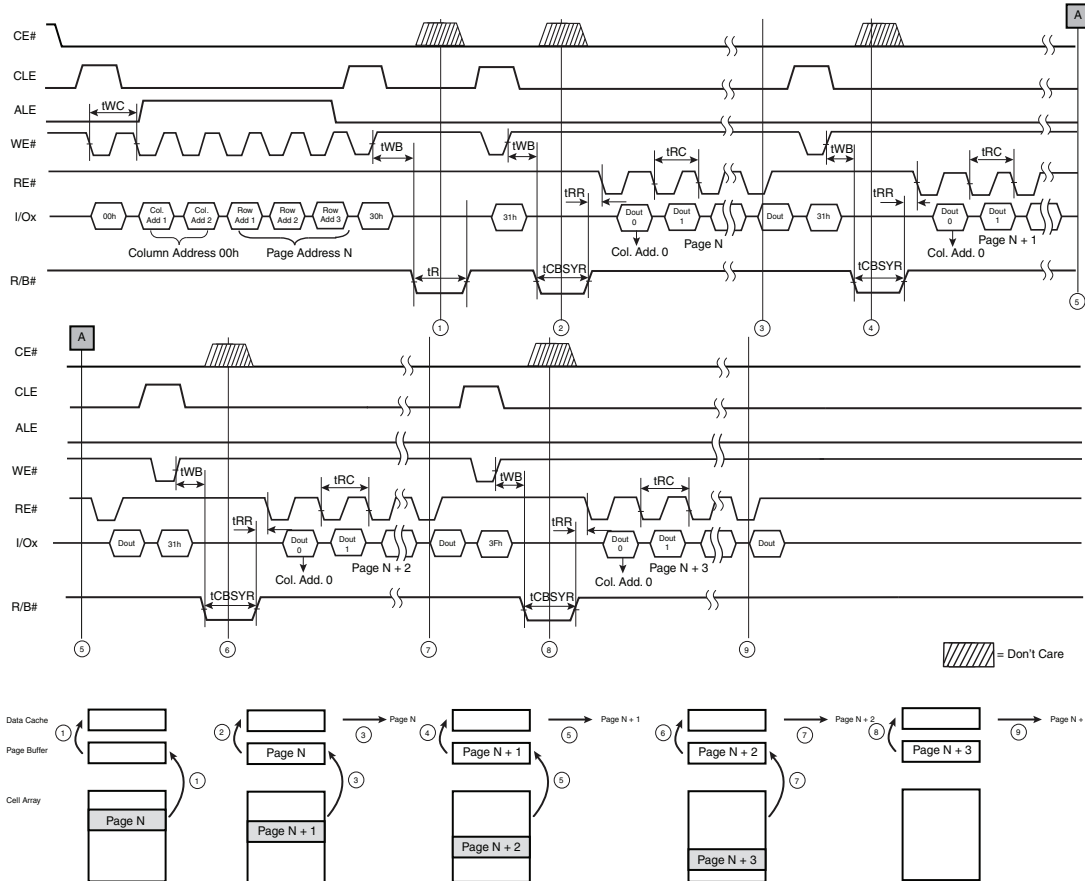 A
CE#
CLE
ALE
tWC
WE#
tWB
tWB
tWB
RE#
tRR
tRC
tRR
tRC
I/Ox
00h
Col. Add 1
Col. Add 2
Row Add 1
Row Add 2
Row Add 3
30h
31h
Dout 0
Dout 1
Dout
31h
Dout 0
Dout 1
Column Address 00h
Page Address N
Col. Add. 0
Page N
Col. Add. 0
Page N + 1
R/B#
tR
tCBSYR
tCBSYR
1
2
3
4
5
A
CE#
CLE
ALE
WE#
tWB
tWB
RE#
tRR
tRC
tRR
tRC
I/Ox
Dout
31h
Dout 0
Dout 1
Dout
3Fh
Dout 0
Dout 1
Dout
Col. Add. 0
Page N + 2
Col. Add. 0
Page N + 3
R/B#
tCBSYR
tCBSYR
5
6
7
8
9
= Don't Care
Data Cache
1
2
3
Page N
4
5
Page N + 1
6
7
Page N + 2
8
9
Page N +
Page Buffer
Page N
Page N + 1
Page N + 2
Page N + 3
1
3
5
7
Cell Array
Page N
Page N + 1
Page N + 2
Page N + 3